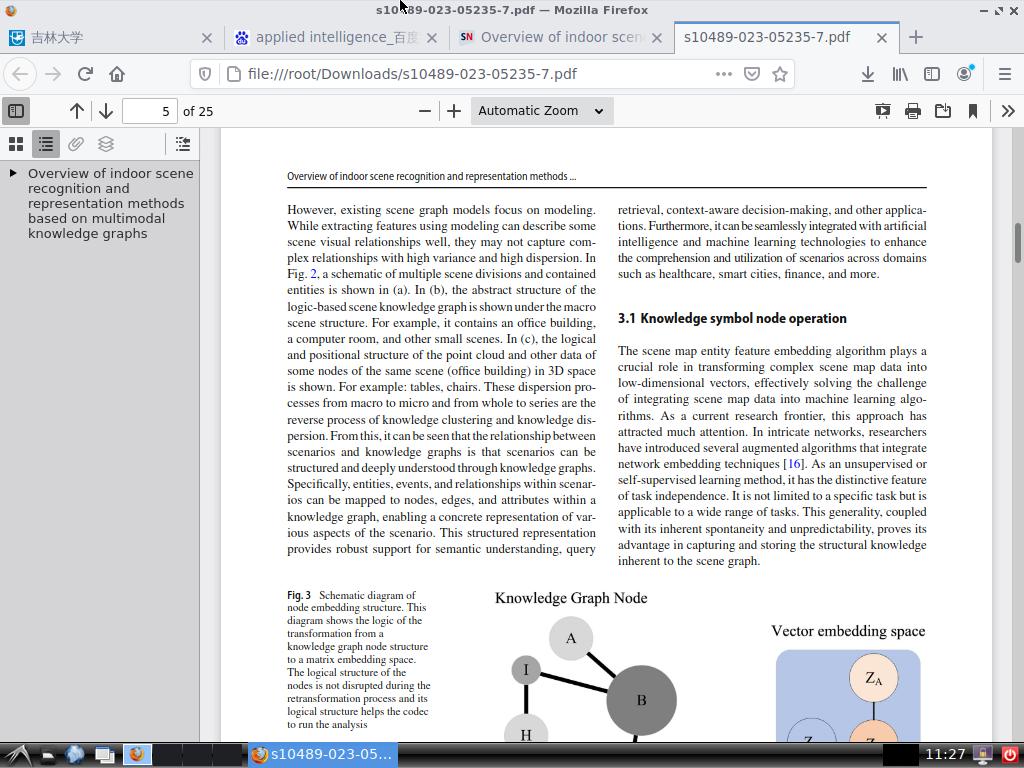 s10489-023-05235-7.pdf — Mozilla Firefox
吉林大学
applied intelligence_百度
Overview of indoor scen
s10489-023-05235-7.pdf
file:///root/Downloads/s10489-023-05235-7.pdf
5 of 25
Automatic Zoom
Overview of indoor scene
recognition and
representation methods
based on multimodal
knowledge graphs
Overview of indoor scene recognition and representation methods ...
However, existing scene graph models focus on modeling.
While extracting features using modeling can describe some
scene visual relationships well, they may not capture com-
plex relationships with high variance and high dispersion. In
Fig. 2, a schematic of multiple scene divisions and contained
entities is shown in (a). In (b), the abstract structure of the
logic-based scene knowledge graph is shown under the macro
scene structure. For example, it contains an office building,
a computer room, and other small scenes. In (c), the logical
and positional structure of the point cloud and other data of
some nodes of the same scene (office building) in 3D space
is shown. For example: tables, chairs. These dispersion pro-
cesses from macro to micro and from whole to series are the
reverse process of knowledge clustering and knowledge dis-
persion. From this, it can be seen that the relationship between
scenarios and knowledge graphs is that scenarios can be
structured and deeply understood through knowledge graphs.
Specifically, entities, events, and relationships within scenar-
ios can be mapped to nodes, edges, and attributes within a
knowledge graph, enabling a concrete representation of var-
ious aspects of the scenario. This structured representation
provides robust support for semantic understanding, query
retrieval, context-aware decision-making, and other applica-
tions. Furthermore, it can be seamlessly integrated with artificial
intelligence and machine learning technologies to enhance
the comprehension and utilization of scenarios across domains
such as healthcare, smart cities, finance, and more.
3.1 Knowledge symbol node operation
The scene map entity feature embedding algorithm plays a
crucial role in transforming complex scene map data into
low-dimensional vectors, effectively solving the challenge
of integrating scene map data into machine learning algo-
rithms. As a current research frontier, this approach has
attracted much attention. In intricate networks, researchers
have introduced several augmented algorithms that integrate
network embedding techniques [16]. As an unsupervised or
self-supervised learning method, it has the distinctive feature
of task independence. It is not limited to a specific task but is
applicable to a wide range of tasks. This generality, coupled
with its inherent spontaneity and unpredictability, proves its
advantage in capturing and storing the structural knowledge
inherent to the scene graph.
Fig. 3 Schematic diagram of
node embedding structure. This
diagram shows the logic of the
transformation from a
knowledge graph node structure
to a matrix embedding space.
The logical structure of the
nodes is not disrupted during the
retransformation process and its
logical structure helps the codec
to run the analysis
Knowledge Graph Node
A
I
B
H
Vector embedding space
ZA
s10489-023-05...
11:27